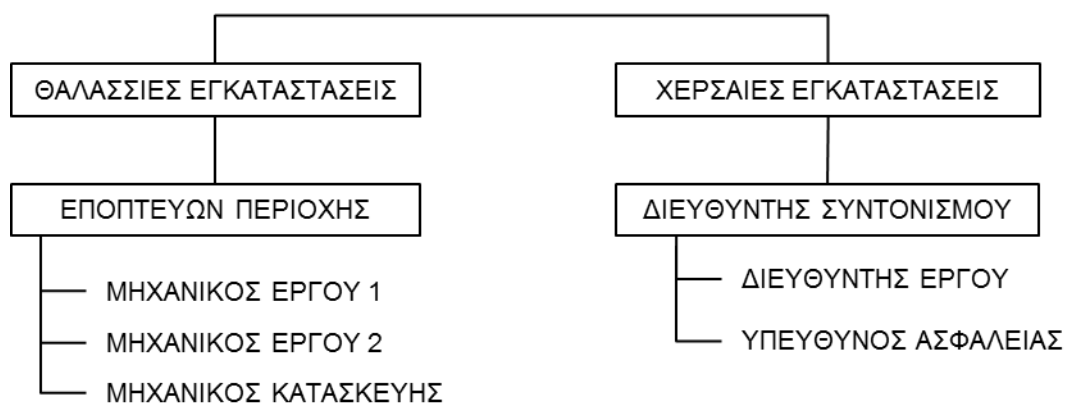 ΘΑΛΑΣΣΙΕΣ ΕΓΚΑΤΑΣΤΑΣΕΙΣ
ΧΕΡΣΑΙΕΣ ΕΓΚΑΤΑΣΤΑΣΕΙΣ
ΕΠΟΠΤΕΥΩΝ ΠΕΡΙΟΧΗΣ
ΔΙΕΥΘΥΝΤΗΣ ΣΥΝΤΟΝΙΣΜΟΥ
ΜΗΧΑΝΙΚΟΣ ΕΡΓΟΥ 1
ΜΗΧΑΝΙΚΟΣ ΕΡΓΟΥ 2
ΜΗΧΑΝΙΚΟΣ ΚΑΤΑΣΚΕΥΗΣ
ΔΙΕΥΘΥΝΤΗΣ ΕΡΓΟΥ
ΥΠΕΥΘΥΝΟΣ ΑΣΦΑΛΕΙΑΣ